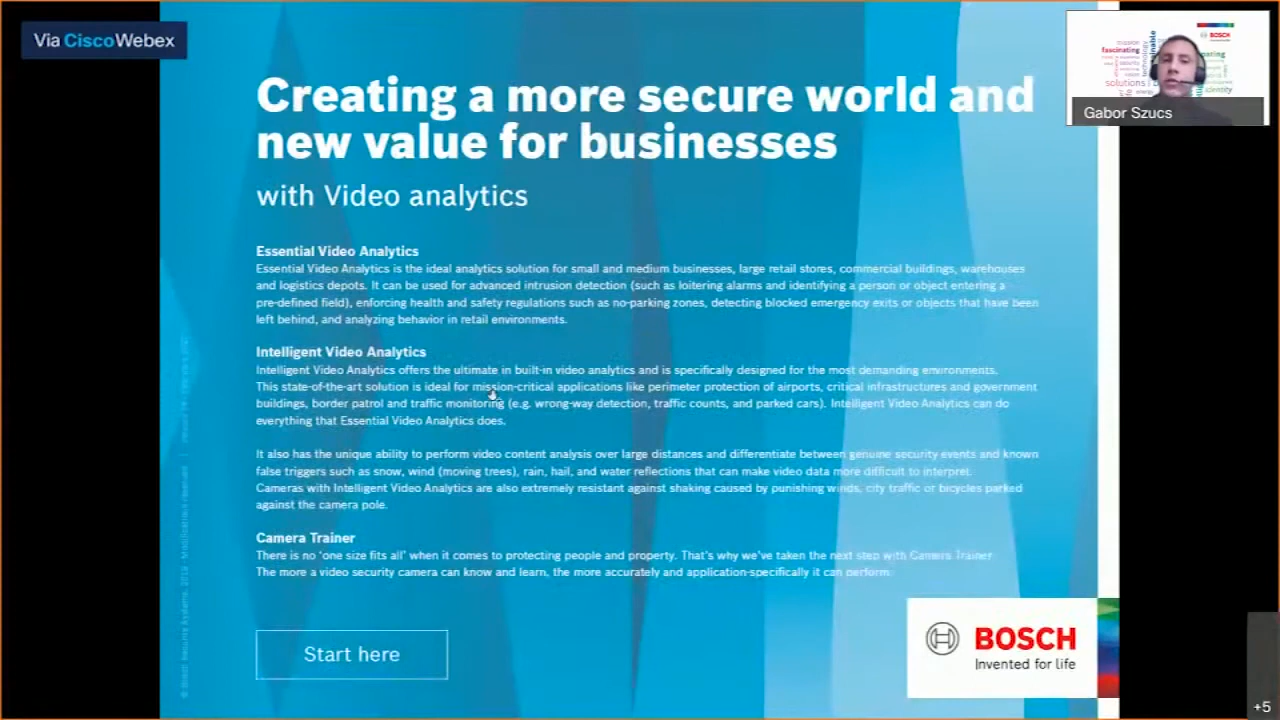 Via CiscoWebex
Creating a more secure world and
new value for businesses
with Video analytics
Essential Video Analytics
Essential Video Analytics is the ideal analytics solution for small and medium businesses, large retail stores, commercial buildings, warehouses
and logistics depots. It can be used for advanced intrusion detection (such as loitering alarms and identifying a person or object entering a
pre-defined field), enforcing health and safety regulations such as no-parking zones, detecting blocked emergency exits or objects that have been
left behind, and analyzing behavior in retail environments.
Intelligent Video Analytics
Intelligent Video Analytics offers the ultimate in built-in video analytics and is specifically designed for the most demanding environments.
This state-of-the-art solution is ideal for mission-critical applications like perimeter protection of airports, critical infrastructures and government
buildings, border patrol and traffic monitoring (e.g. wrong-way detection, traffic counts, and parked cars). Intelligent Video Analytics can do
everything that Essential Video Analytics does.
It also has the unique ability to perform video content analysis over large distances and differentiate between genuine security events and known
false triggers such as snow, wind (moving trees), rain, hail, and water reflections that can make video data more difficult to interpret.
Cameras with Intelligent Video Analytics are also extremely resistant against shaking caused by punishing winds, city traffic or bicycles parked
against the camera pole.
Camera Trainer
There is no 'one size fits all' when it comes to protecting people and property. That's why we've taken the next step with Camera Trainer.
The more a video security camera can know and learn, the more accurately and application-specifically it can perform.
Start here
BOSCH
Invented for life
BOSCH
fascinating
technology
solutions
identity
Gabor Szucs
+5